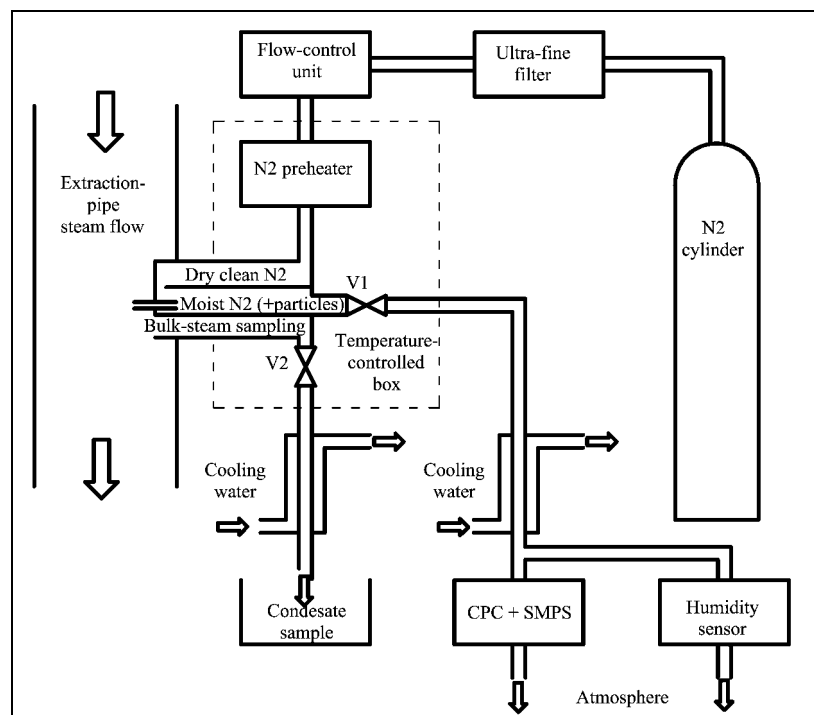 Flow-control
unit
Ultra-fine
filter
N2 preheater
Extraction-
pipe
steam flow
N2
cylinder
Dry clean N2
V1
Moist N2 (+particles)
Bulk-steam sampling
Temperature-
controlled
box
V2
Cooling
water
Cooling
water
Condesate
sample
CPC + SMPS
Humidity
sensor
Atmosphere